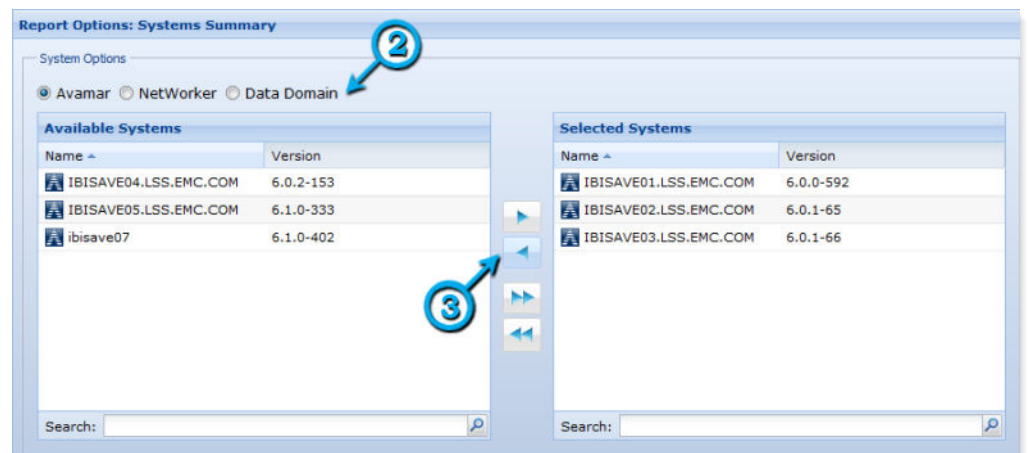 Report Options: Systems Summary
2
System Options
Avamar NetWorker Data Domain
Available Systems
Name Version
IBISAVE04.LSS.EMC.COM 6.0.2-153
IBISAVE05.LSS.EMC.COM 6.1.0-333
ibisave07 6.1.0-402
Search:
3
Selected Systems
Name Version
IBISAVE01.LSS.EMC.COM 6.0.0-592
IBISAVE02.LSS.EMC.COM 6.0.1-65
IBISAVE03.LSS.EMC.COM 6.0.1-66
Search: